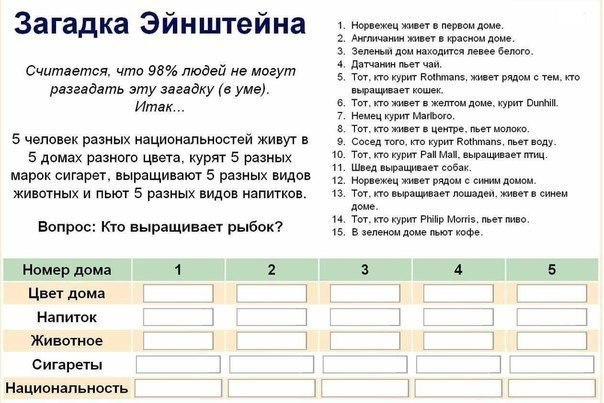 Загадка Эйнштейна
Считается, что 98% людей не могут
разгадать эту загадку (в уме).
Итак...
5 человек разных национальностей живут в
5 домах разного цвета, курят 5 разных
марок сигарет, выращивают 5 разных видов
животных и пьют 5 разных видов напитков.
Вопрос: Кто выращивает рыбок?
1. Норвежец живет в первом доме.
2. Англичанин живет в красном доме.
3. Зеленый дом находится левее белого.
4. Датчанин пьет чай.
5. Тот, кто курит Rothmans, живет рядом с тем, кто
выращивает кошек.
6. Тот, кто живет в желтом доме, курит Dunhill.
7. Немец курит Marlboro.
8. Тот, кто живет в центре, пьет молоко.
9. Сосед того, кто курит Rothmans, пьет воду.
10. Тот, кто курит Pall Mall, выращивает птиц.
11. Швед выращивает собак.
12. Норвежец живет рядом с синим домом.
13. Тот, кто выращивает лошадей, живет в синем
доме.
14. Тот, кто курит Philip Morris, пьет пиво.
15. В зеленом доме пьют кофе.
Номер дома 1 2 3 4 5
Цвет дома
Напиток
Животное
Сигареты
Национальность